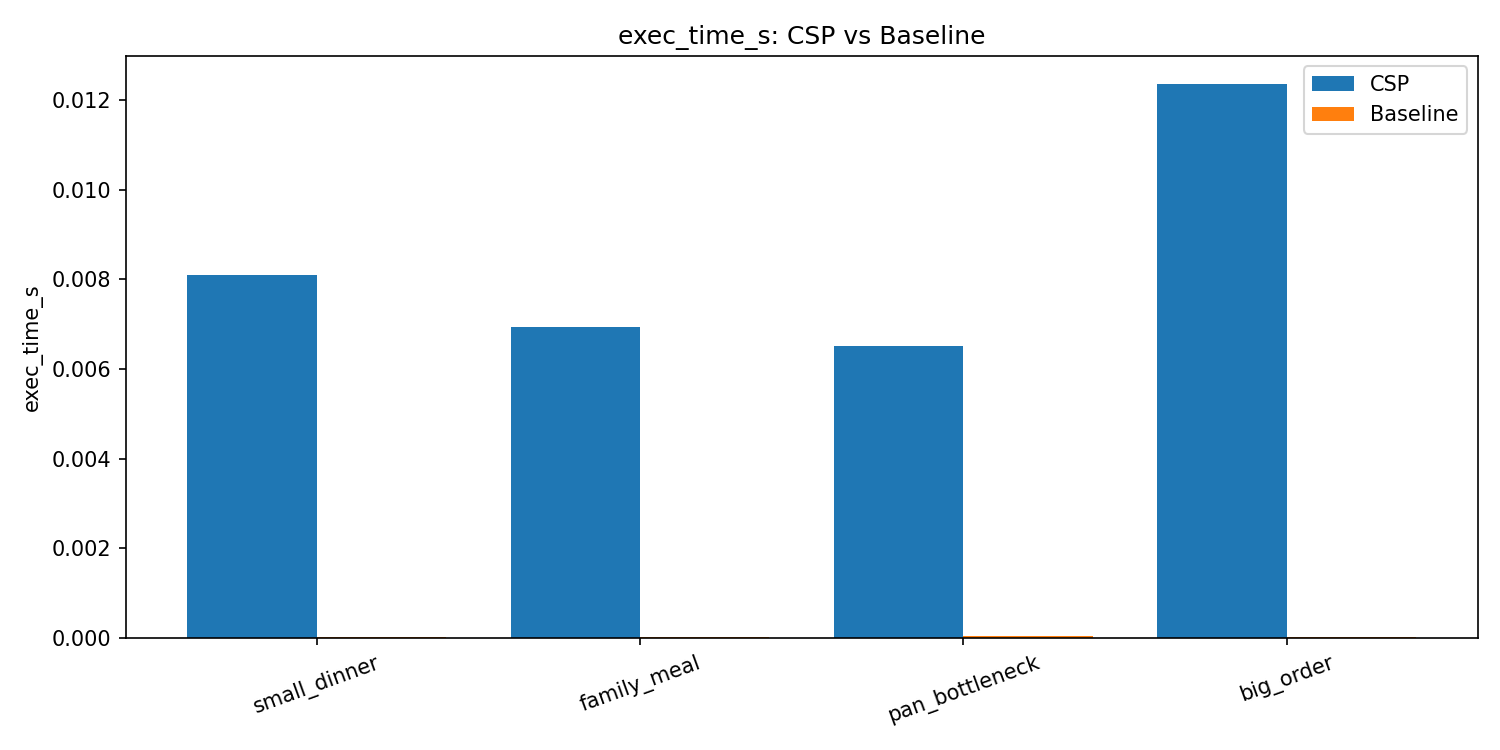 exec_time_s: CSP vs Baseline
CSP
Baseline
exec_time_s
0.012
0.010
0.008
0.006
0.004
0.002
0.000
small_dinner
family_meal
pan_bottleneck
big_order